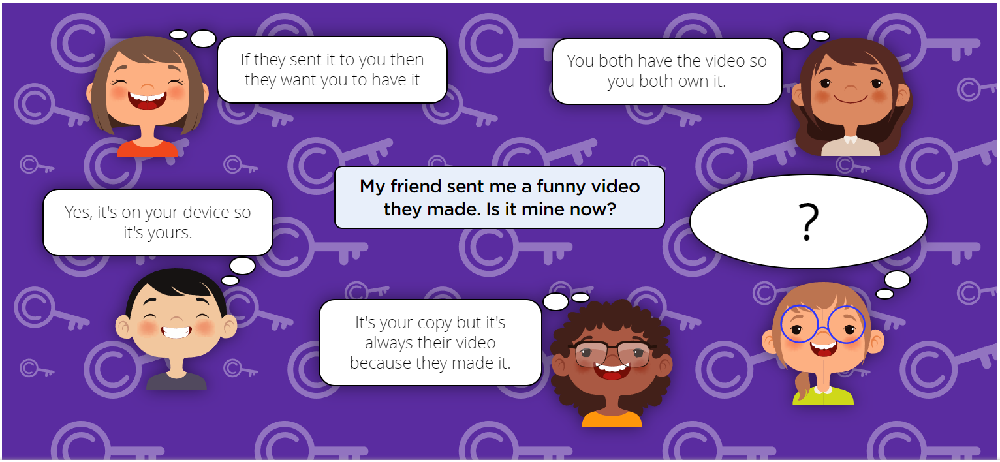 If they sent it to you then
they want you to have it
You both have the video so
you both own it.
My friend sent me a funny video
they made. Is it mine now?
Yes, it's on your device so
it's yours.
?
It's your copy but it's
always their video
because they made it.